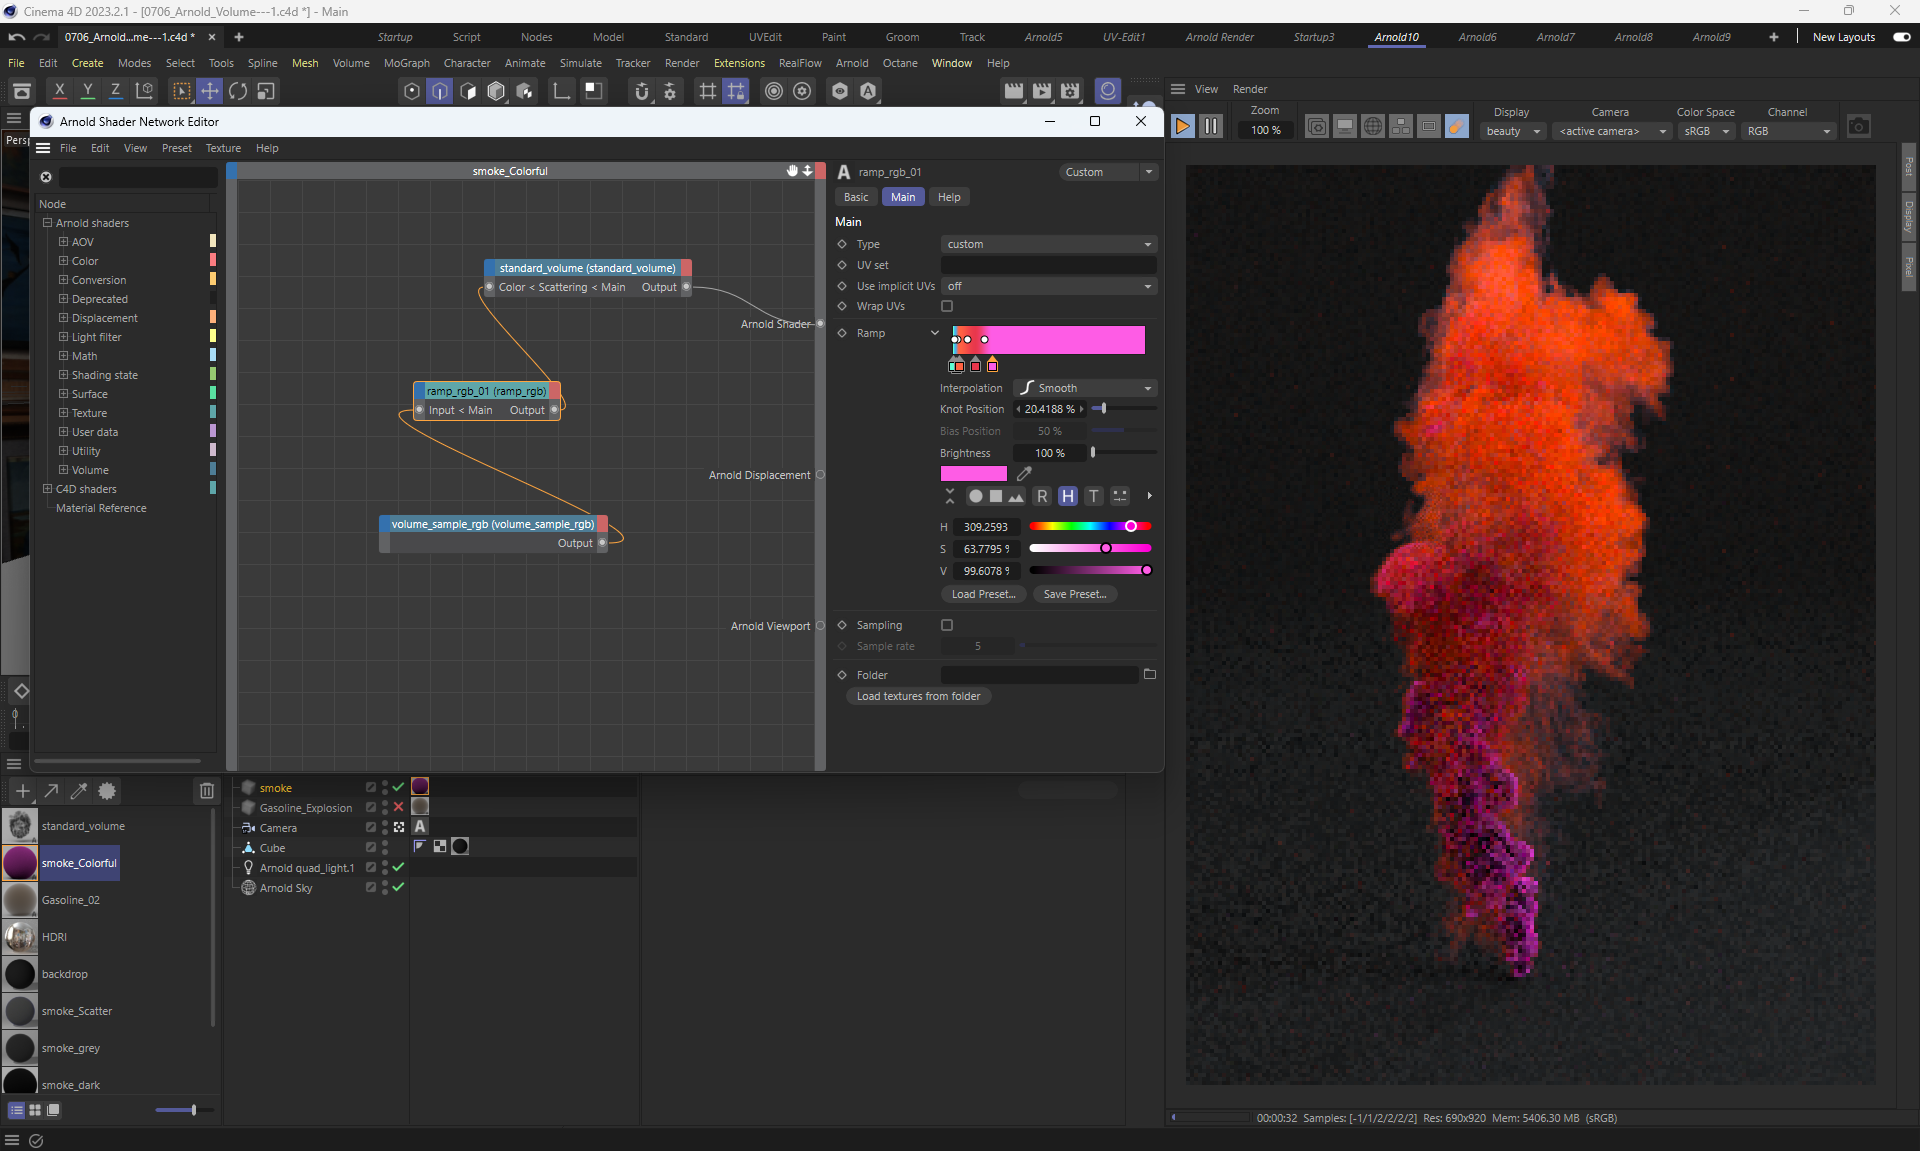 Cinema 4D 2023.2.1 - [0706_Arnold_Volume---1.c4d *] - Main
0706_Arnold...me---1.c4d *
Startup Script Nodes Model Standard UVEdit Paint Groom Track Arnold5 UV-Edit1 Arnold Render Startup3 Arnold10 Arnold6 Arnold7 Arnold8 Arnold9 New Layouts
File Edit Create Modes Select Tools Spline Mesh Volume MoGraph Character Animate Simulate Tracker Render Extensions RealFlow Arnold Octane Window Help
X Y Z
View Render
Zoom
100 %
Display
beauty
Camera
<active camera>
Color Space
sRGB
Channel
RGB
Pers
Arnold Shader Network Editor
File Edit View Preset Texture Help
Node
Arnold shaders
AOV
Color
Conversion
Deprecated
Displacement
Light filter
Math
Shading state
Surface
Texture
User data
Utility
Volume
C4D shaders
Material Reference
smoke_Colorful
standard_volume (standard_volume)
Color < Scattering < Main Output
Arnold Shader
ramp_rgb_01 (ramp_rgb)
Input < Main Output
Arnold Displacement
volume_sample_rgb (volume_sample_rgb)
Output
Arnold Viewport
ramp_rgb_01
Custom
Basic Main Help
Main
Type custom
UV set
Use implicit UVs off
Wrap UVs
Ramp
Interpolation Smooth
Knot Position 20.4188 %
Bias Position 50 %
Brightness 100 %
R H T
H 309.2593
S 63.7795 %
V 99.6078 %
Load Preset... Save Preset...
Sampling
Sample rate 5
Folder
Load textures from folder
Post
Display
Pixel
0
standard_volume
smoke_Colorful
Gasoline_02
HDRI
backdrop
smoke_Scatter
smoke_grey
smoke_dark
smoke
Gasoline_Explosion
Camera
Cube
Arnold quad_light.1
Arnold Sky
00:00:32 Samples: [-1/1/2/2/2/2] Res: 690x920 Mem: 5406.30 MB (sRGB)